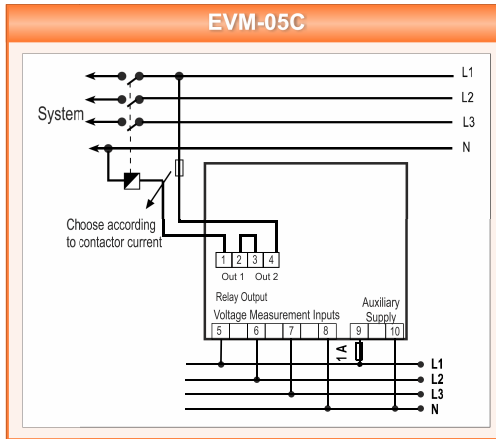 EVM-05C
L1
L2
System
L3
N
Choose according
to contactor current
1 2 3 4
Out 1 Out 2
Relay Output
Auxiliary
Voltage Measurement Inputs
Supply
5 6 7 8 9 10
1 A
L1
L2
L3
N